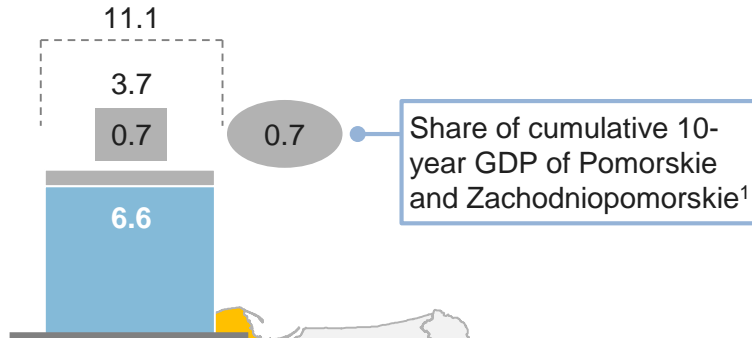 11.1
3.7
0.7
0.7
Share of cumulative 10-
year GDP of Pomorskie
and Zachodniopomorskie¹
6.6